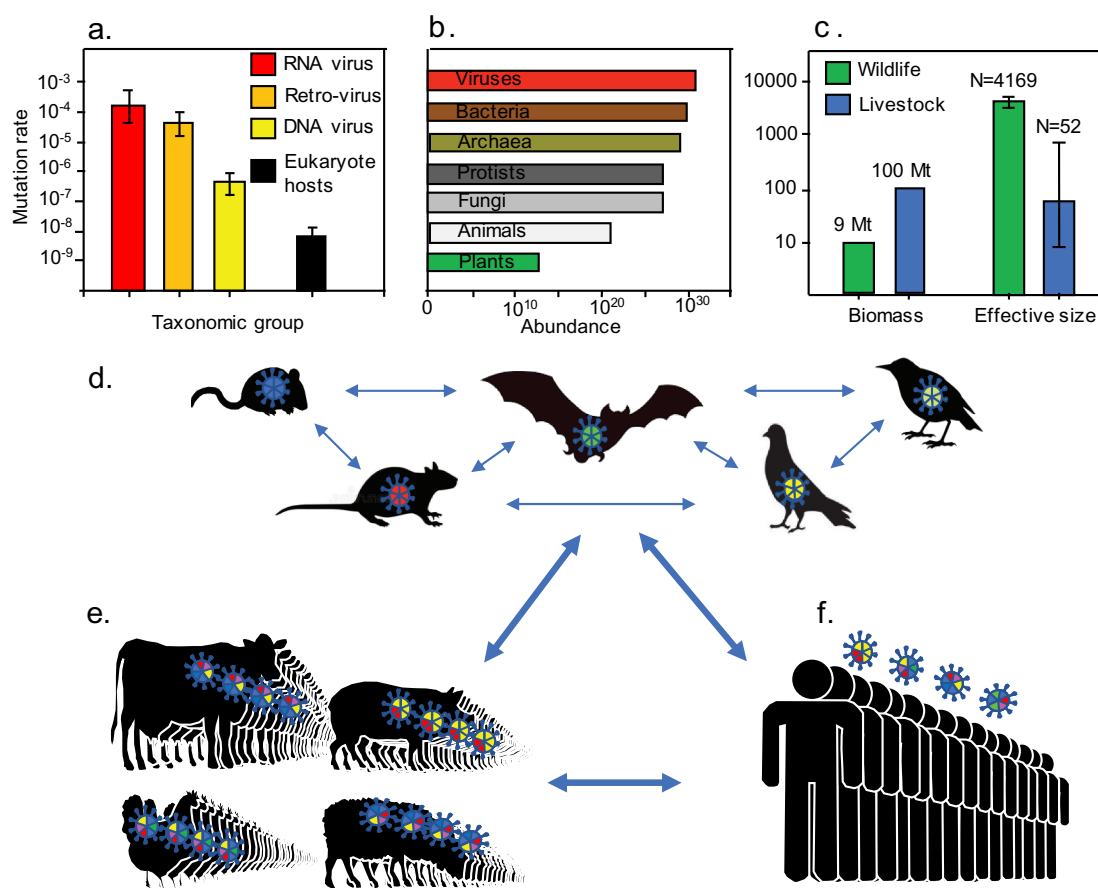 a.
RNA virus
Retro-virus
DNA virus
Eukaryote
hosts
10-3
10-4
10-5
10-6
10-7
10-8
10-9
Mutation rate
Taxonomic group
b.
Viruses
Bacteria
Archaea
Protists
Fungi
Animals
Plants
0
10^10
10^20
10^30
Abundance
c.
Wildlife
Livestock
10000
1000
100
10
N=4169
N=52
100 Mt
9 Mt
Biomass
Effective size
d.
e.
f.